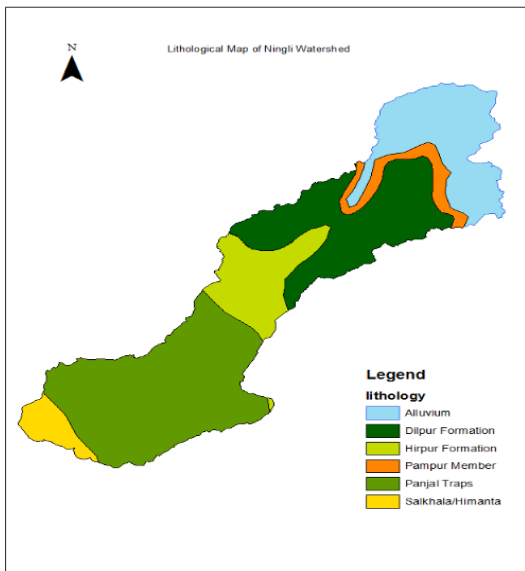 Lithological Map of Ningli Watershed
N
Legend
lithology
Alluvium
Dilpur Formation
Hirpur Formation
Pampur Member
Panjal Traps
Salkhala/Himanta